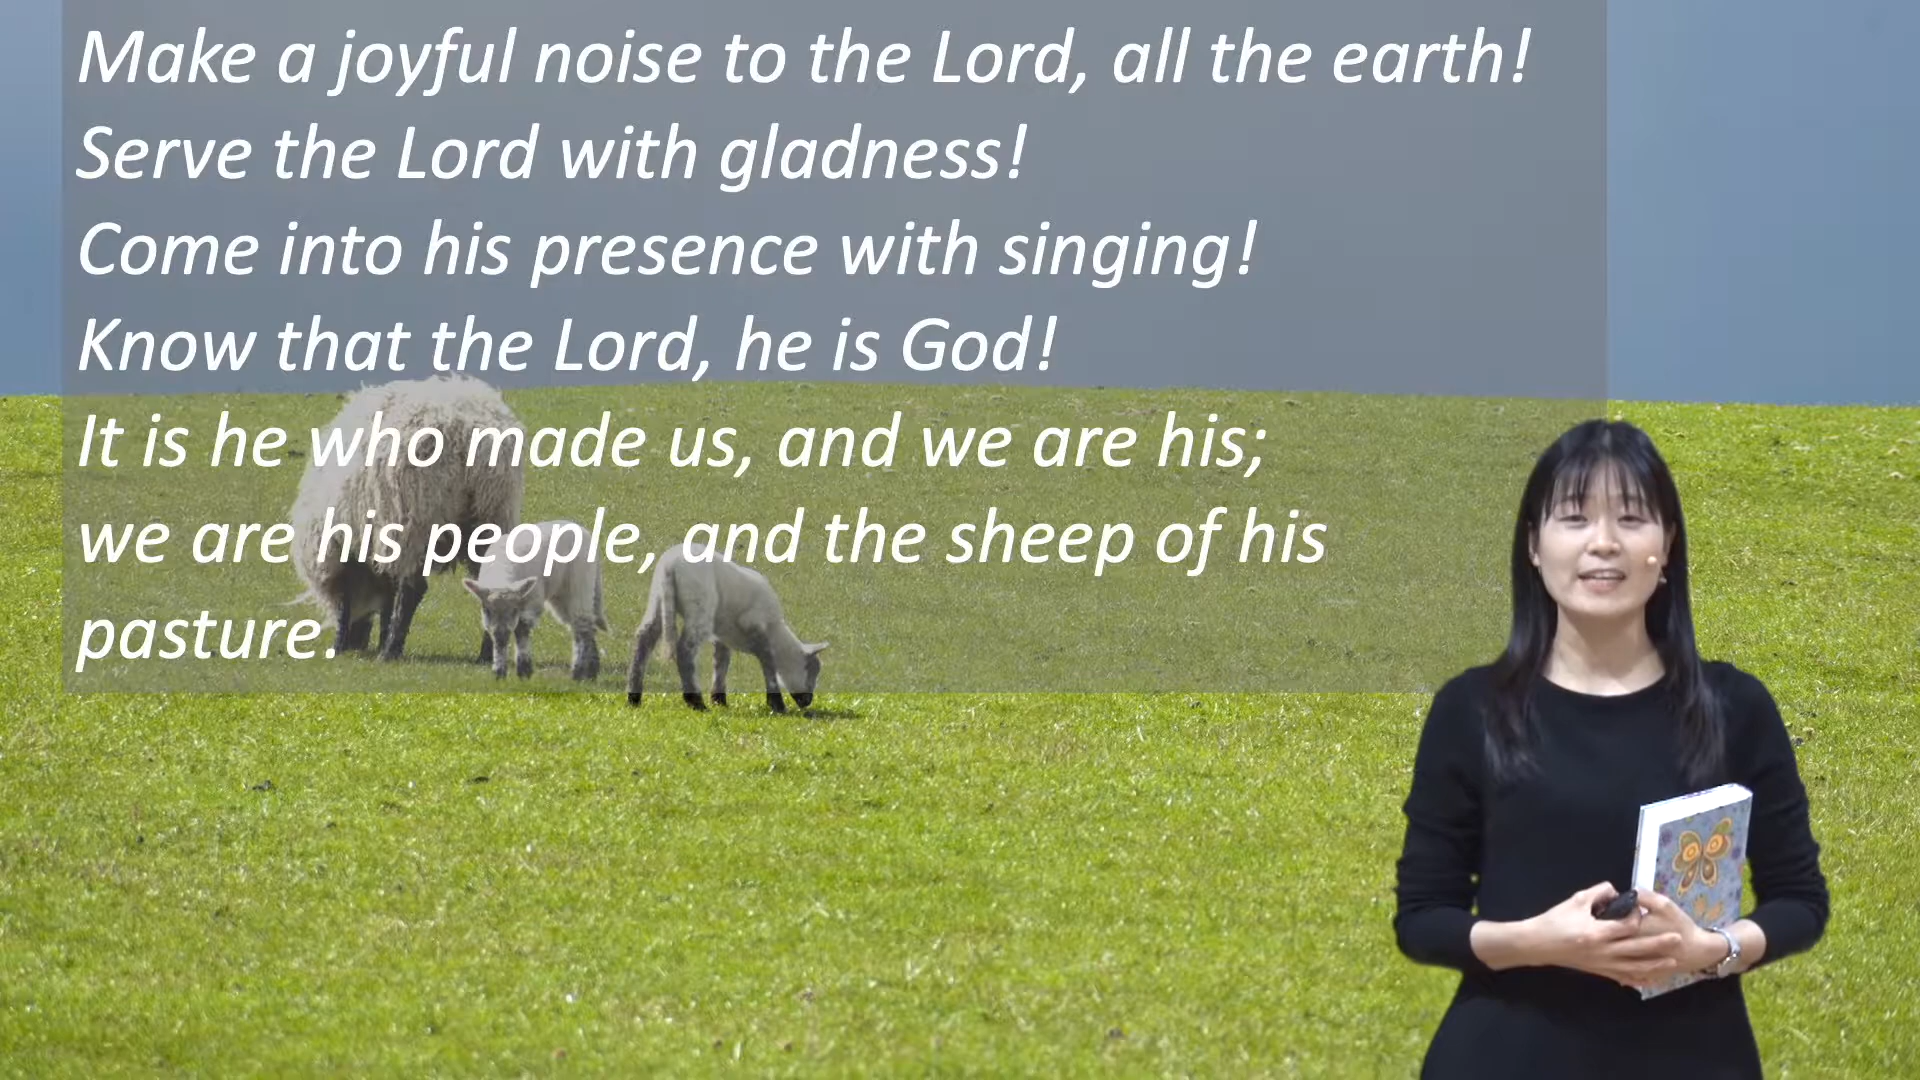 Make a joyful noise to the Lord, all the earth!
Serve the Lord with gladness!
Come into his presence with singing!
Know that the Lord, he is God!
It is he who made us, and we are his;
we are his people, and the sheep of his
pasture.